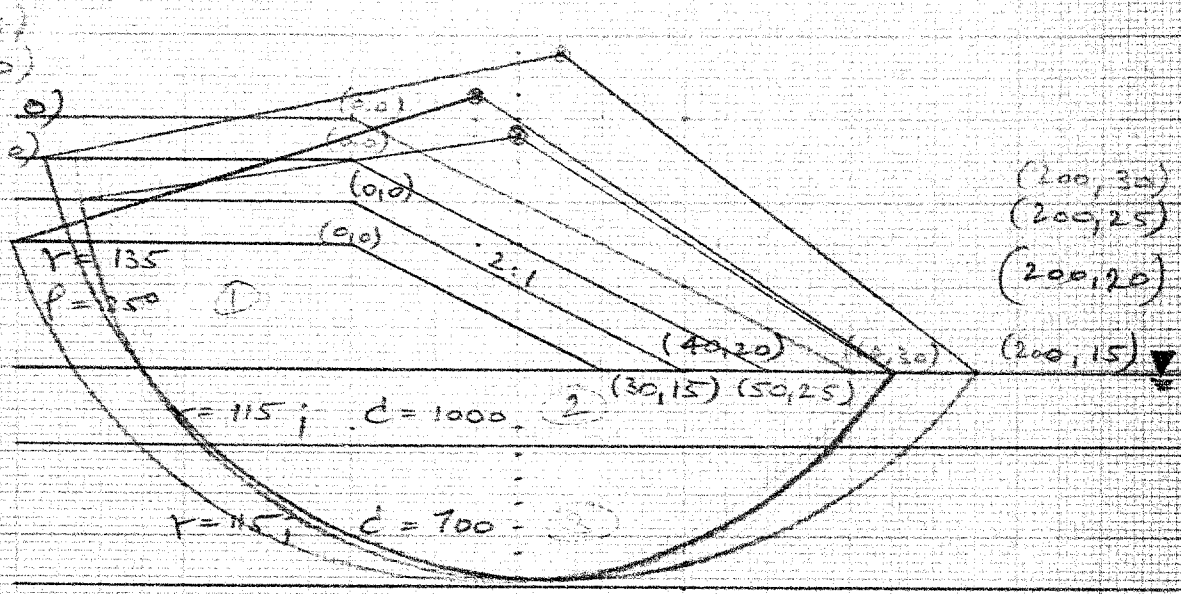 (0,0)
(0,0)
(0,0)
(0,0)
(200,30)
(200,25)
(200,20)
(200,15)
r = 135
2:1
ρ = 25° ①
(40,20)
(30,15) (50,25)
r = 115 ; c = 1000 ②
r = 115 ; c = 700